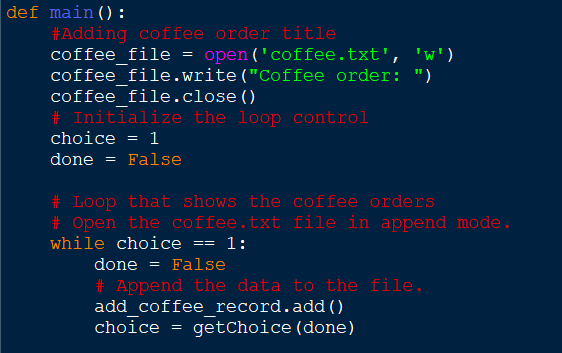 def main():
    #Adding coffee order title
    coffee_file = open('coffee.txt', 'w')
    coffee_file.write("Coffee order: ")
    coffee_file.close()
    # Initialize the loop control
    choice = 1
    done = False

    # Loop that shows the coffee orders
    # Open the coffee.txt file in append mode.
    while choice == 1:
        done = False
        # Append the data to the file.
        add_coffee_record.add()
        choice = getChoice(done)